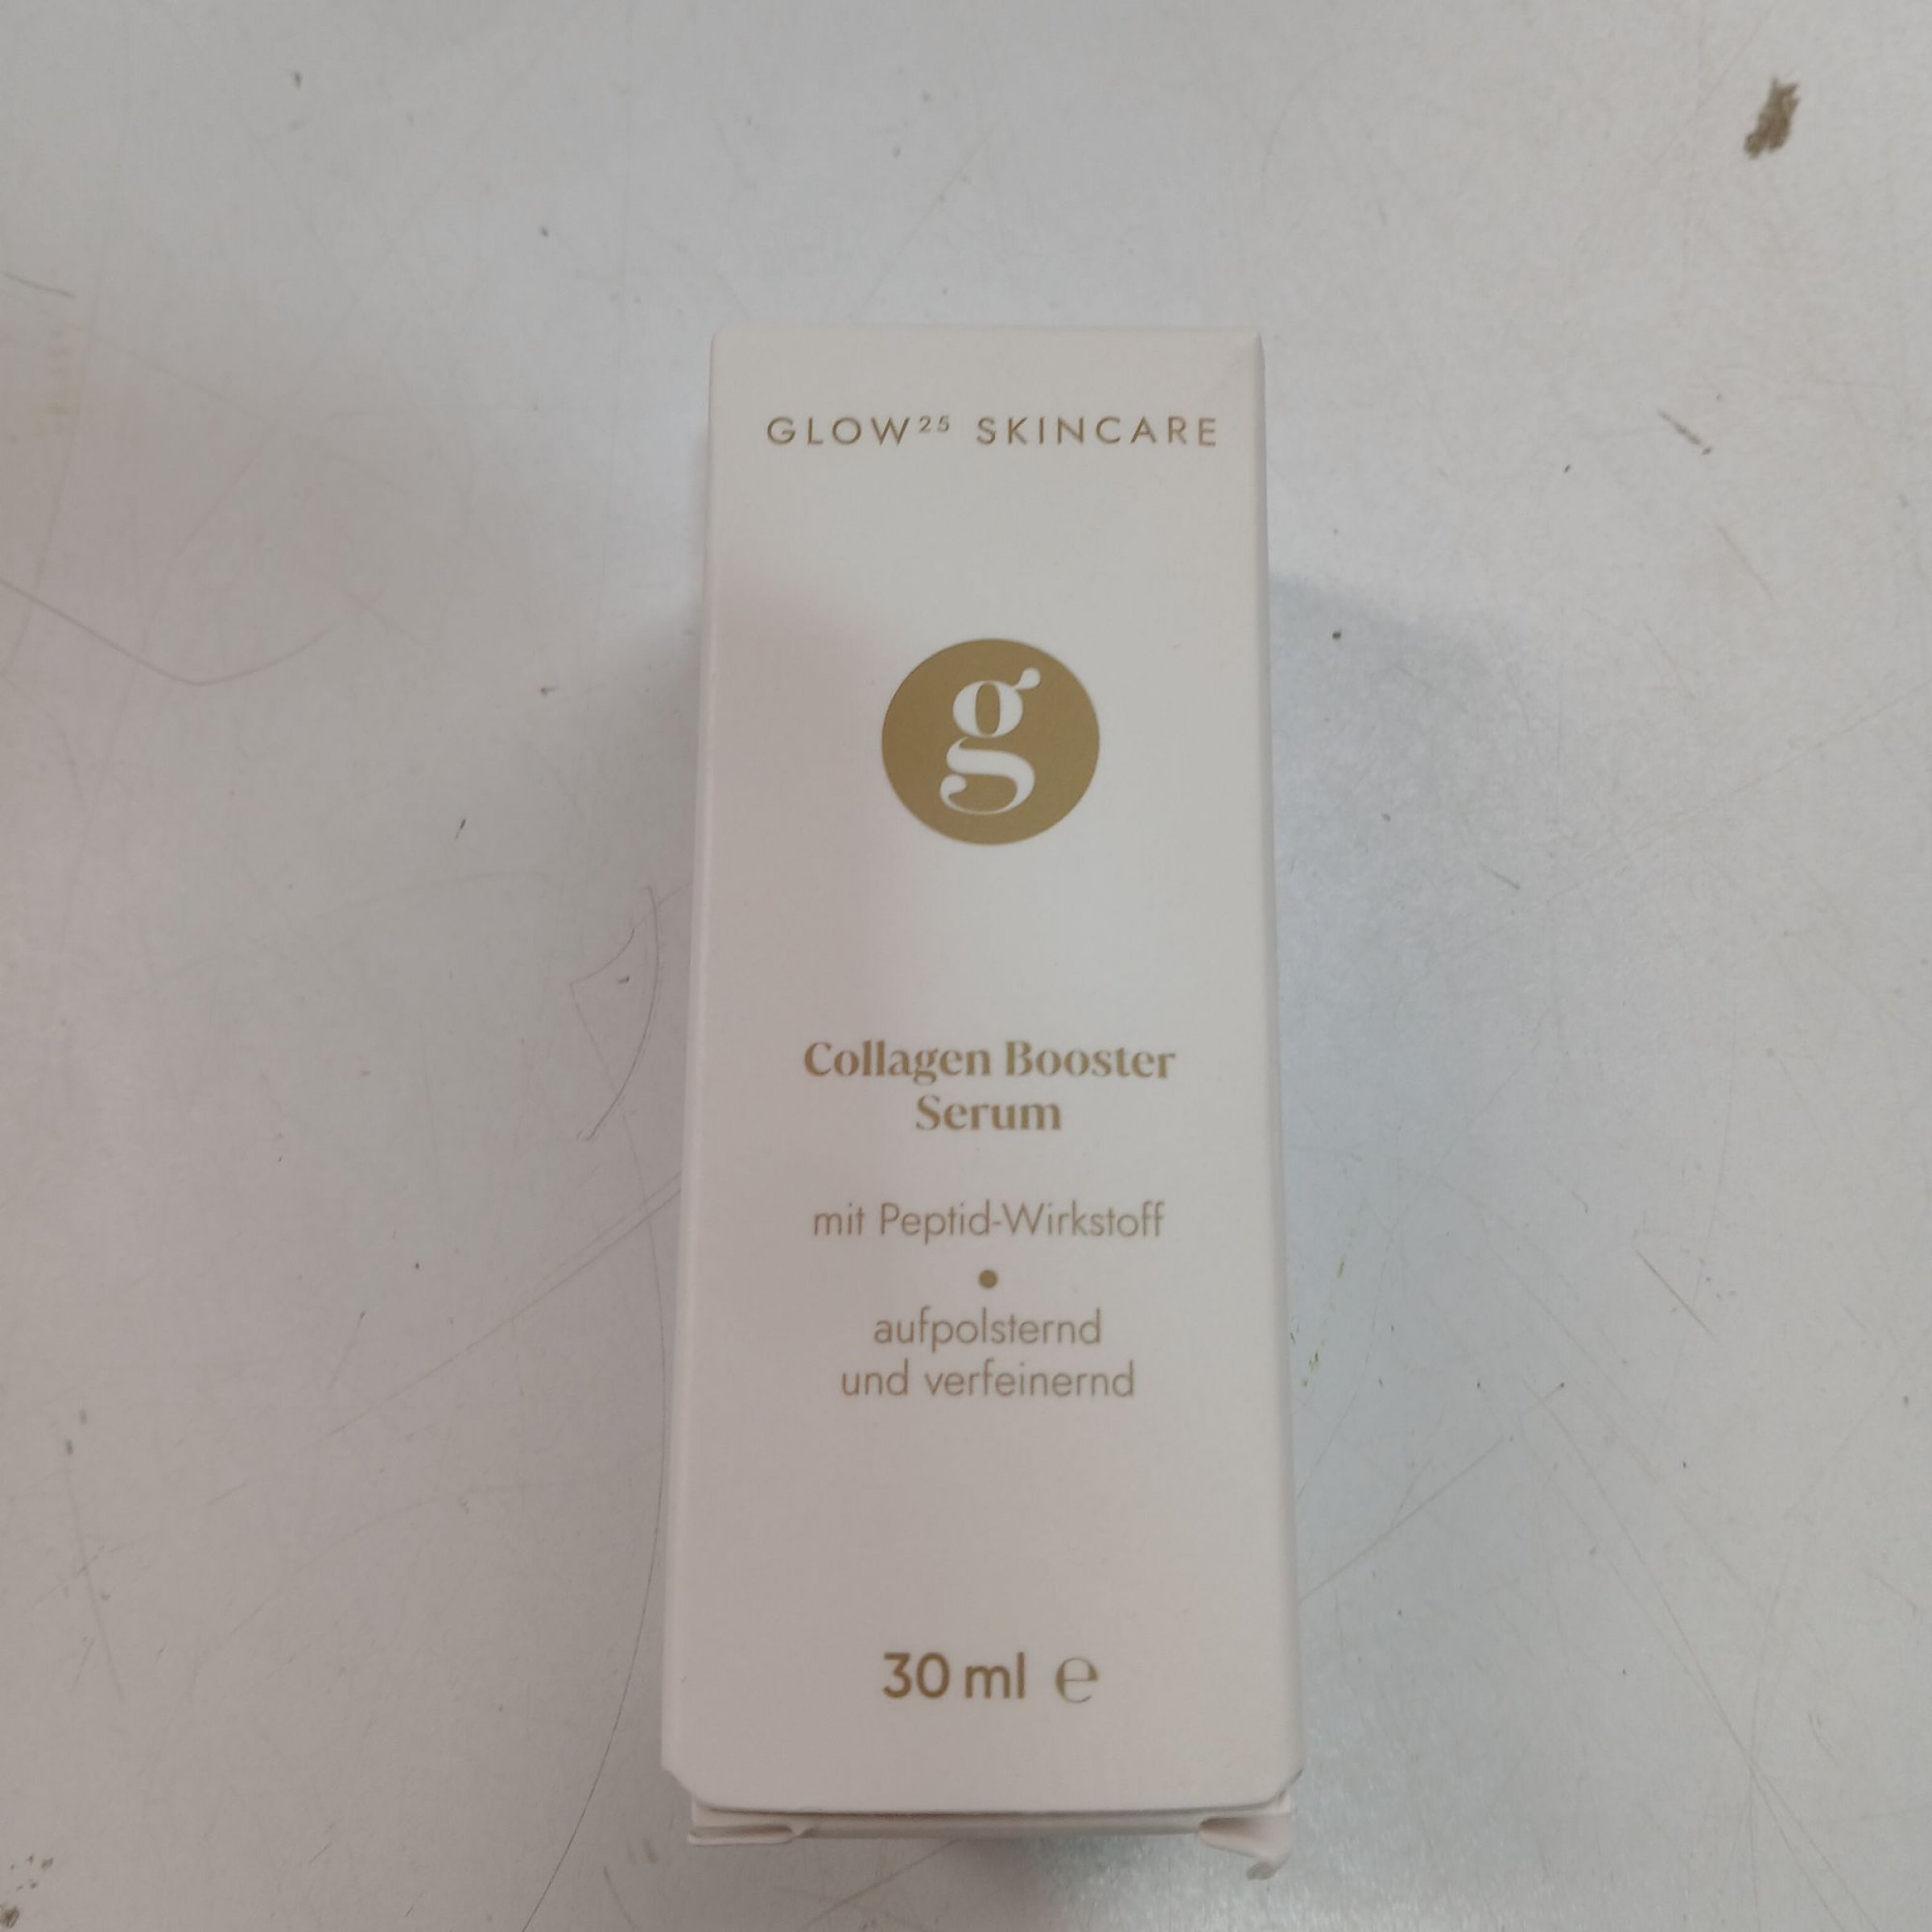 GLOW²⁵ SKINCARE
g
Collagen Booster
Serum
mit Peptid-Wirkstoff
•
aufpolsternd
und verfeinernd
30 ml ℮